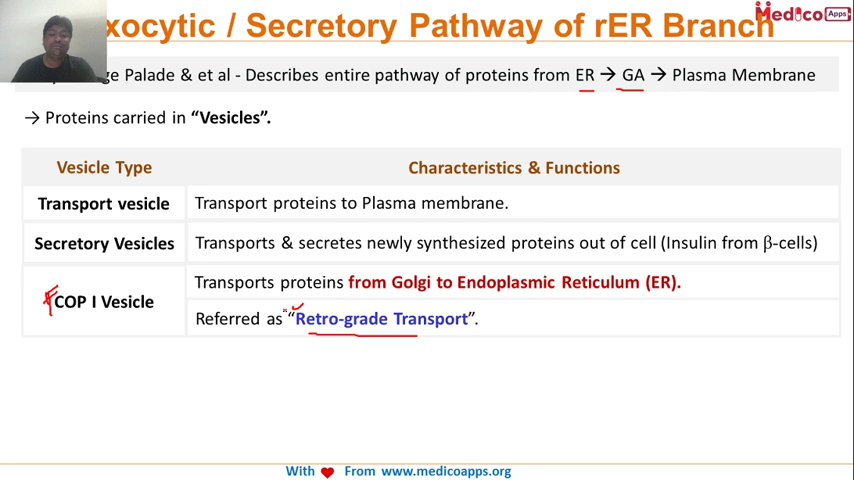 xocytic / Secretory Pathway of rER Branch
Medico Apps
ge Palade & et al - Describes entire pathway of proteins from ER → GA → Plasma Membrane
→ Proteins carried in “Vesicles”.
Vesicle Type Characteristics & Functions
Transport vesicle Transport proteins to Plasma membrane.
Secretory Vesicles Transports & secretes newly synthesized proteins out of cell (Insulin from β-cells)
COP I Vesicle Transports proteins from Golgi to Endoplasmic Reticulum (ER).
Referred as “Retro-grade Transport”.
With ❤ From www.medicoapps.org